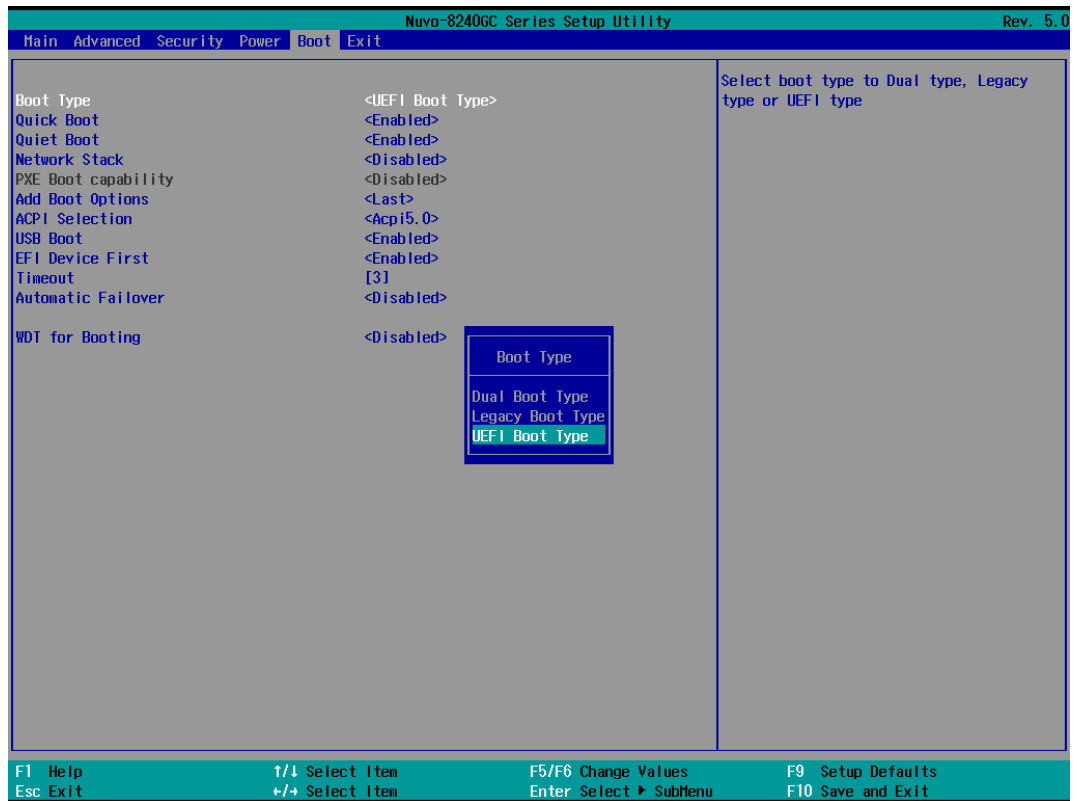 Nuvo-8240GC Series Setup Utility Rev. 5.0
Main Advanced Security Power Boot Exit
Select boot type to Dual type, Legacy
type or UEFI type
Boot Type <UEFI Boot Type>
Quick Boot <Enabled>
Quiet Boot <Enabled>
Network Stack <Disabled>
PXE Boot capability <Disabled>
Add Boot Options <Last>
ACPI Selection <Acpi5.0>
USB Boot <Enabled>
EFI Device First <Enabled>
Timeout [3]
Automatic Failover <Disabled>
WDT for Booting <Disabled>
Boot Type
Dual Boot Type
Legacy Boot Type
UEFI Boot Type
F1 Help ↑/↓ Select Item F5/F6 Change Values F9 Setup Defaults
Esc Exit ←/→ Select Item Enter Select ▶ SubMenu F10 Save and Exit